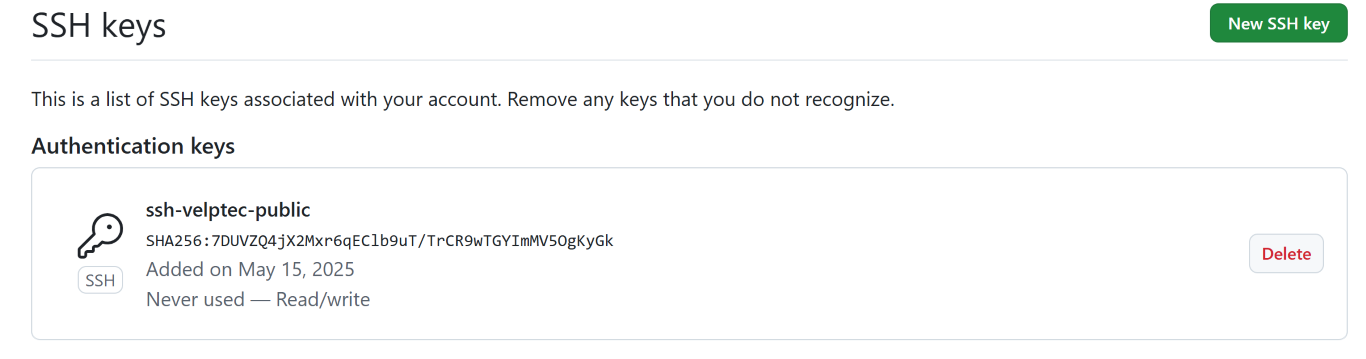 SSH keys
New SSH key
This is a list of SSH keys associated with your account. Remove any keys that you do not recognize.
Authentication keys
ssh-velptec-public
SHA256:7DUVZQ4jX2Mxr6qEClb9uT/TrCR9wTGYImMV5OgKyGk
SSH
Added on May 15, 2025
Never used — Read/write
Delete